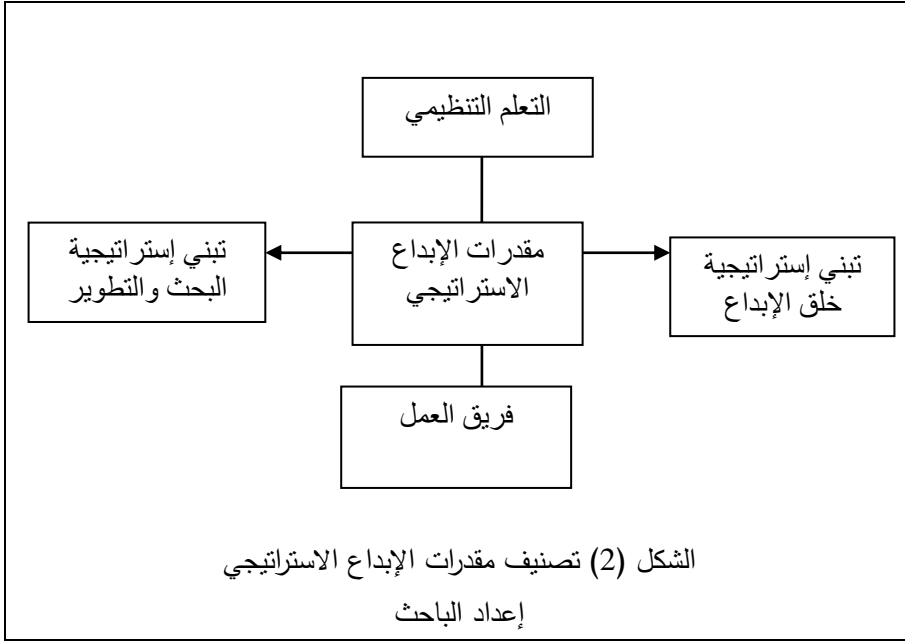 التعلم التنظيمي
تبني إستراتيجية
خلق الإبداع
مقدرات الإبداع
الاستراتيجي
تبني إستراتيجية
البحث والتطوير
فريق العمل
الشكل (2) تصنيف مقدرات الإبداع الاستراتيجي
إعداد الباحث